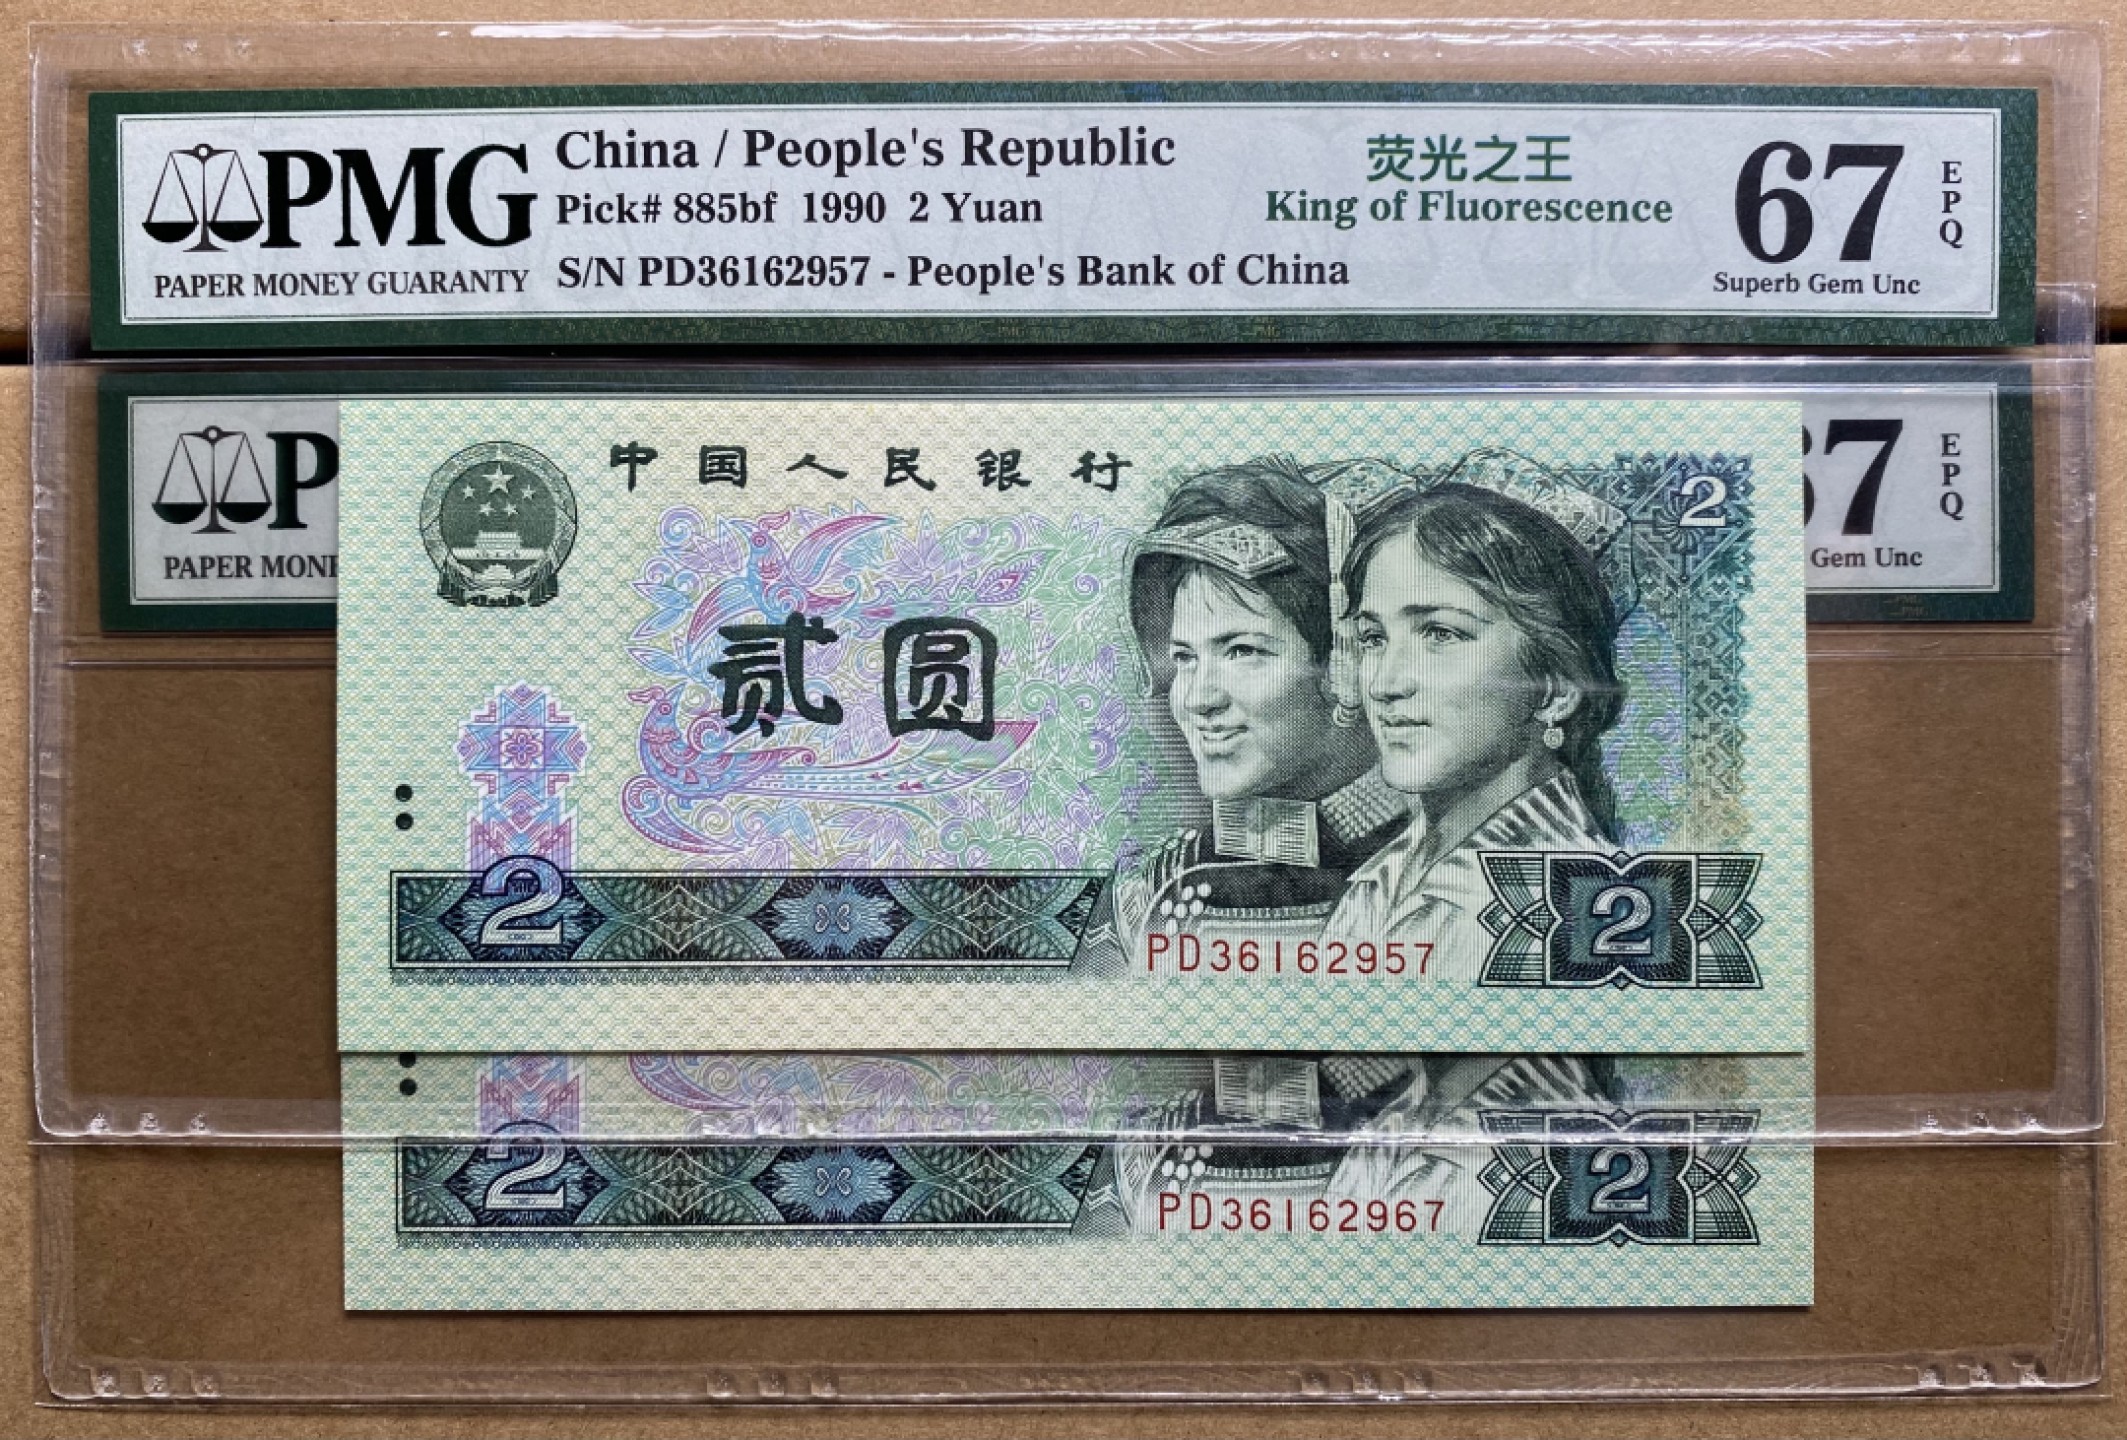 PMG
PAPER MONEY GUARANTY
China / People's Republic
Pick# 885bf 1990 2 Yuan
S/N PD36162957 - People's Bank of China
荧光之王
King of Fluorescence
67
EPQ
Superb Gem Unc
P
PAPER MON
67
EPQ
Gem Unc
中国人民银行
2
贰圆
2
PD36162957
2
2
PD36162967
2